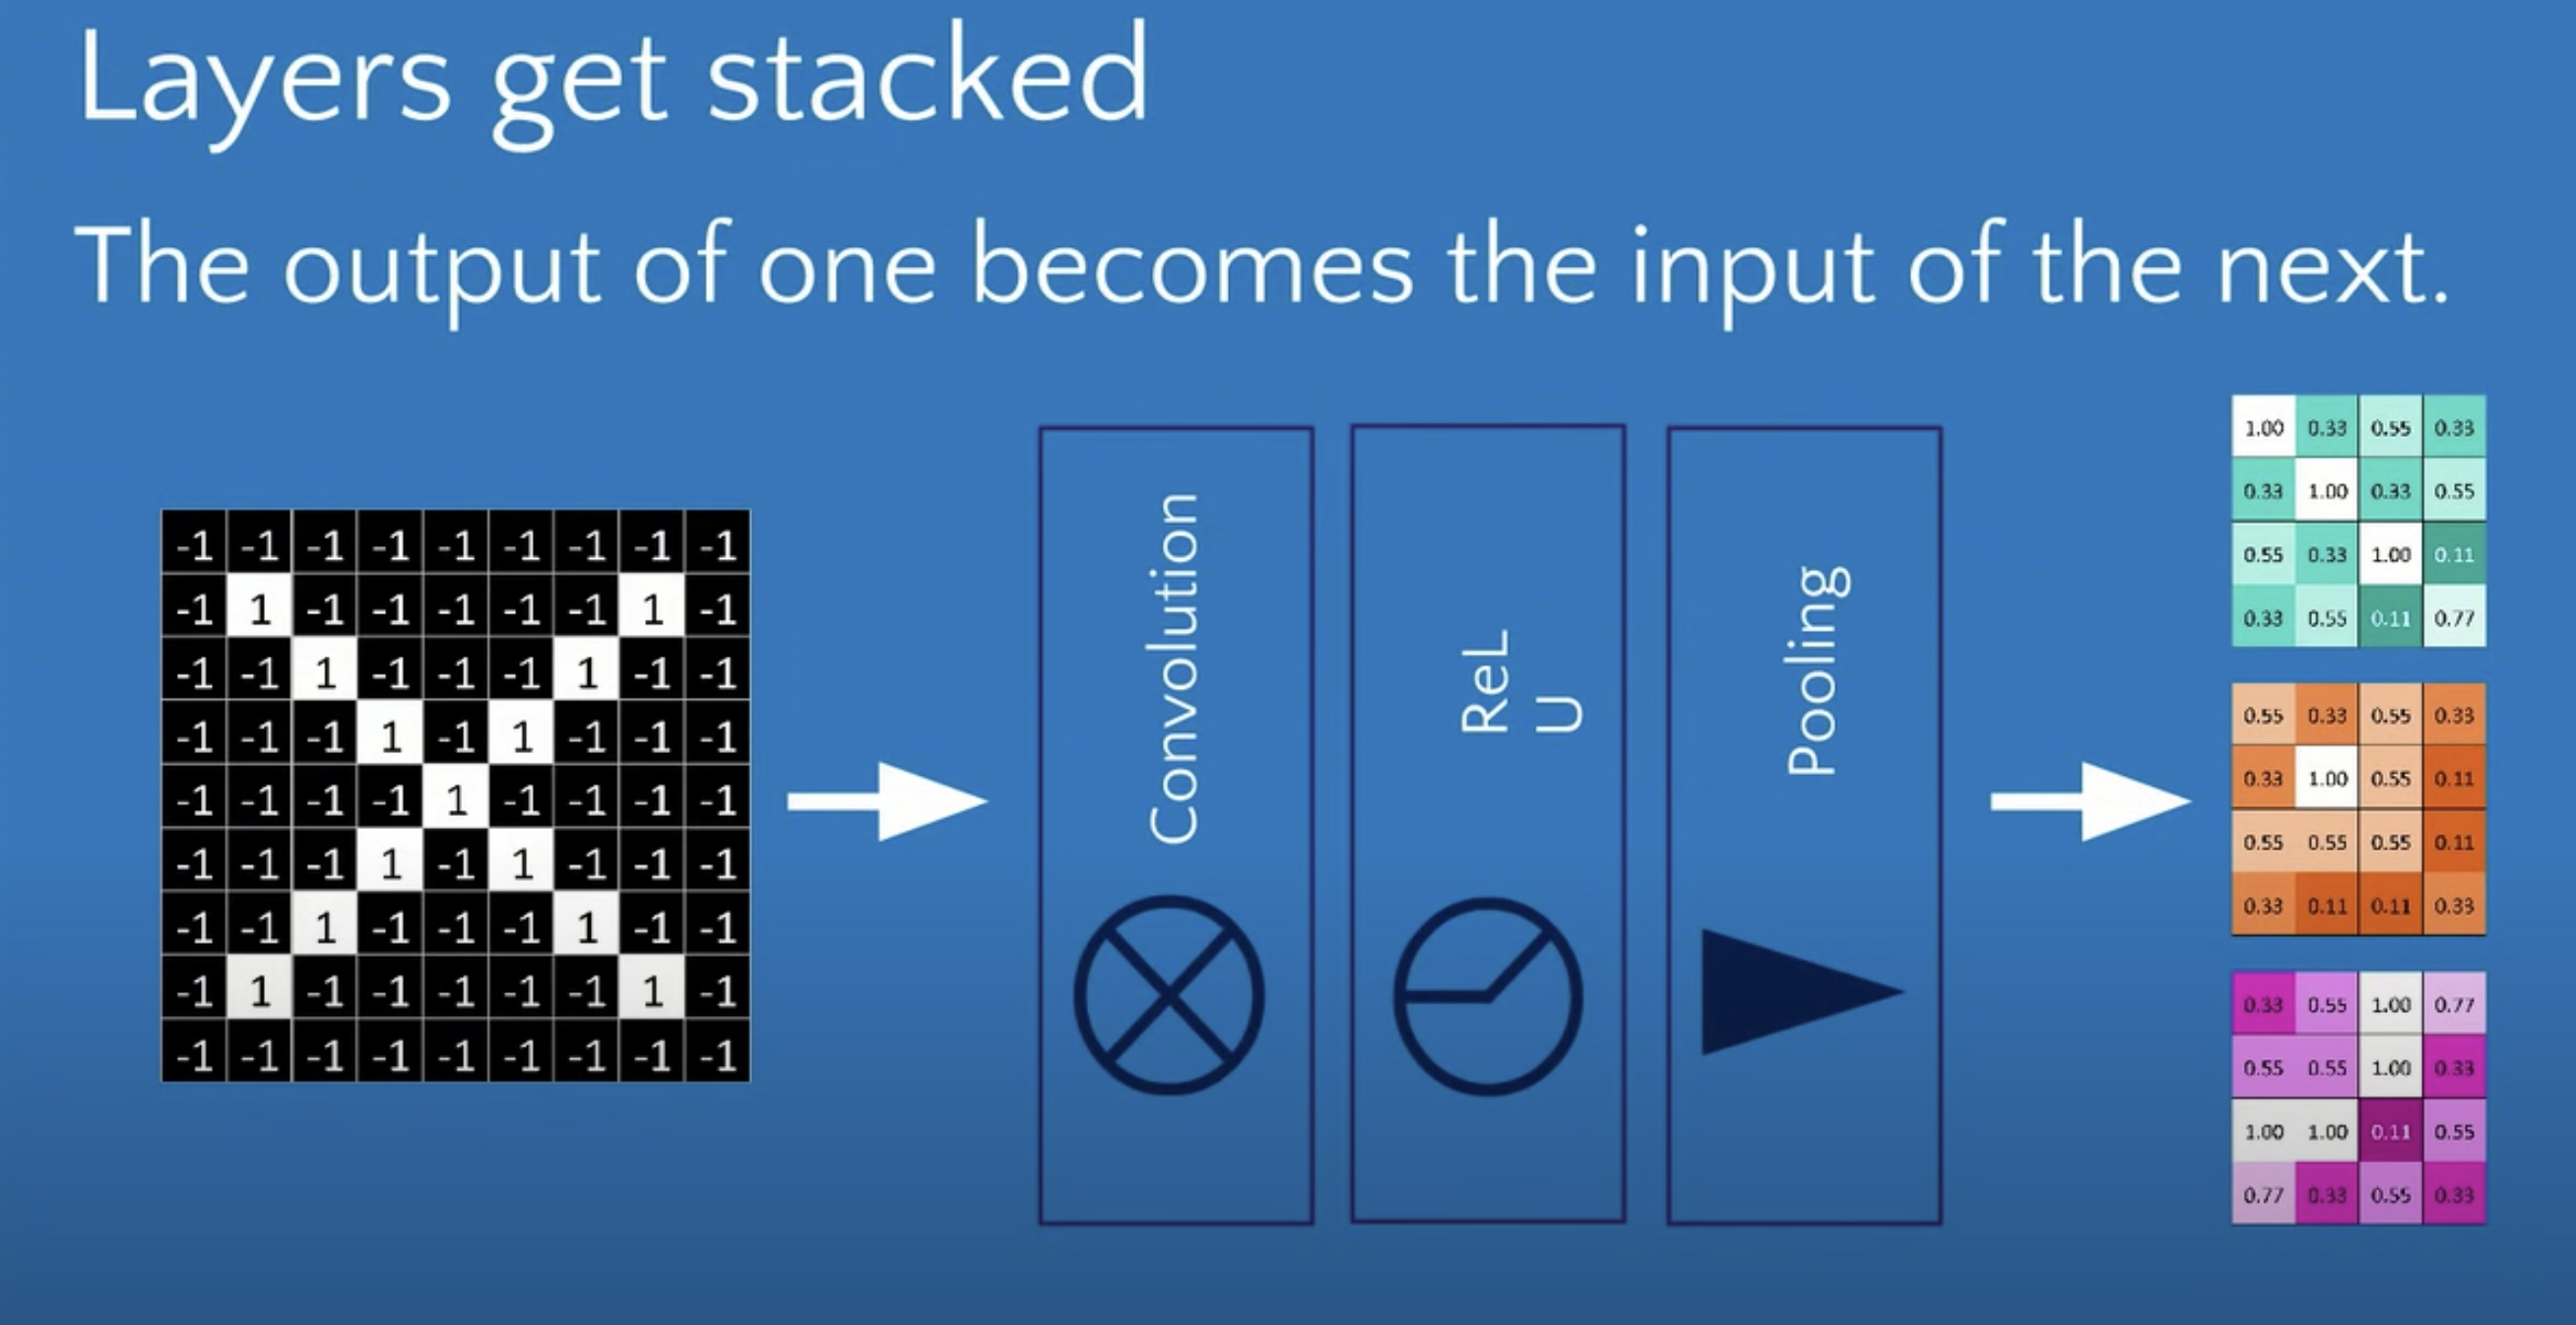 Layers get stacked
The output of one becomes the input of the next.
-1 -1 -1 -1 -1 -1 -1 -1 -1
-1 1 -1 -1 -1 -1 -1 1 -1
-1 -1 1 -1 -1 -1 1 -1 -1
-1 -1 -1 1 -1 1 -1 -1 -1
-1 -1 -1 -1 1 -1 -1 -1 -1
-1 -1 -1 1 -1 1 -1 -1 -1
-1 -1 1 -1 -1 -1 1 -1 -1
-1 1 -1 -1 -1 -1 -1 1 -1
-1 -1 -1 -1 -1 -1 -1 -1 -1
Convolution
ReL
U
Pooling
1.00 0.33 0.55 0.33
0.33 1.00 0.33 0.55
0.55 0.33 1.00 0.11
0.33 0.55 0.11 0.77
0.55 0.33 0.55 0.33
0.33 1.00 0.55 0.11
0.55 0.55 0.55 0.11
0.33 0.11 0.11 0.33
0.33 0.55 1.00 0.77
0.55 0.55 1.00 0.33
1.00 1.00 0.11 0.55
0.77 0.33 0.55 0.33